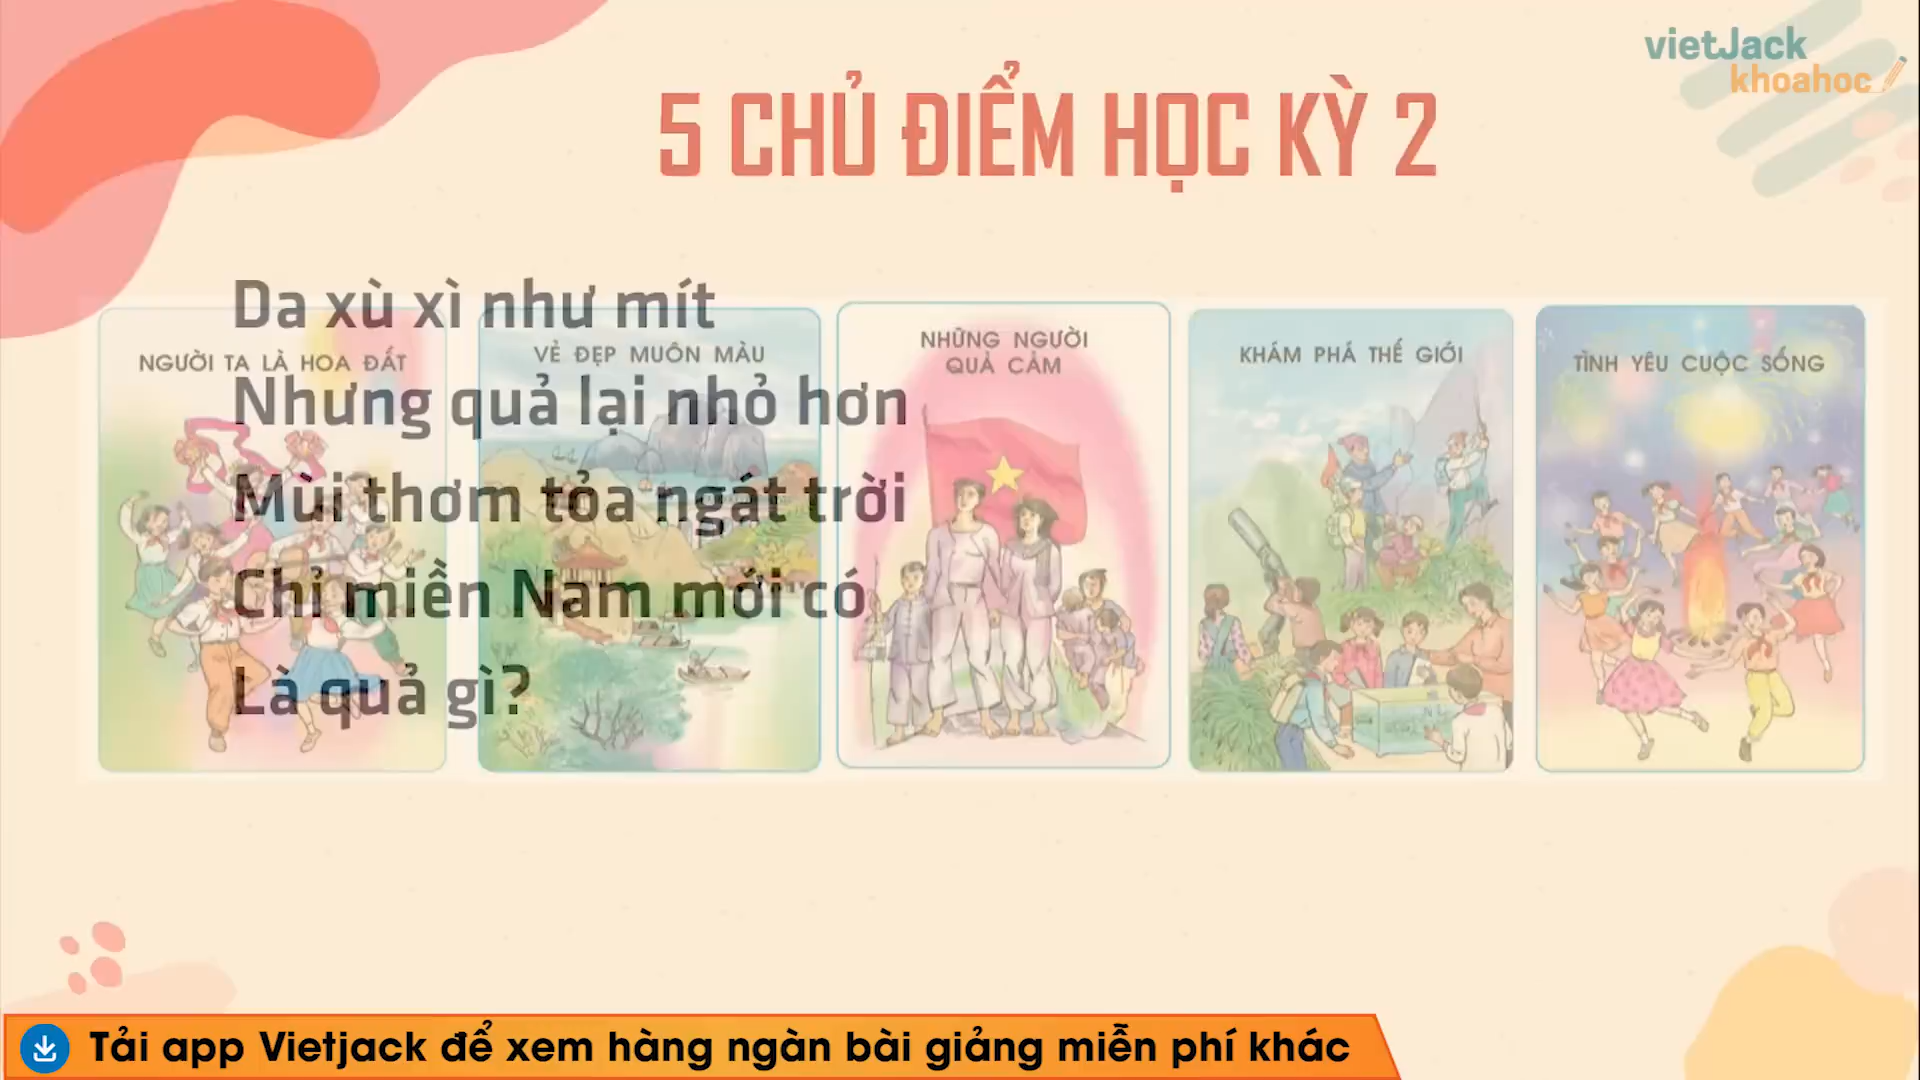 vietJack
khoahoc
5 CHỦ ĐIỂM HỌC KỲ 2
Da xù xì như mít
Nhưng quả lại nhỏ hơn
Mùi thơm tỏa ngát trời
Chỉ miền Nam mới có
Là quả gì?
NGƯỜI TA LÀ HOA ĐẤT
VẺ ĐẸP MUÔN MÀU
NHỮNG NGƯỜI
QUẢ CẢM
KHÁM PHÁ THẾ GIỚI
TÌNH YÊU CUỘC SỐNG
Tải app Vietjack để xem hàng ngàn bài giảng miễn phí khác